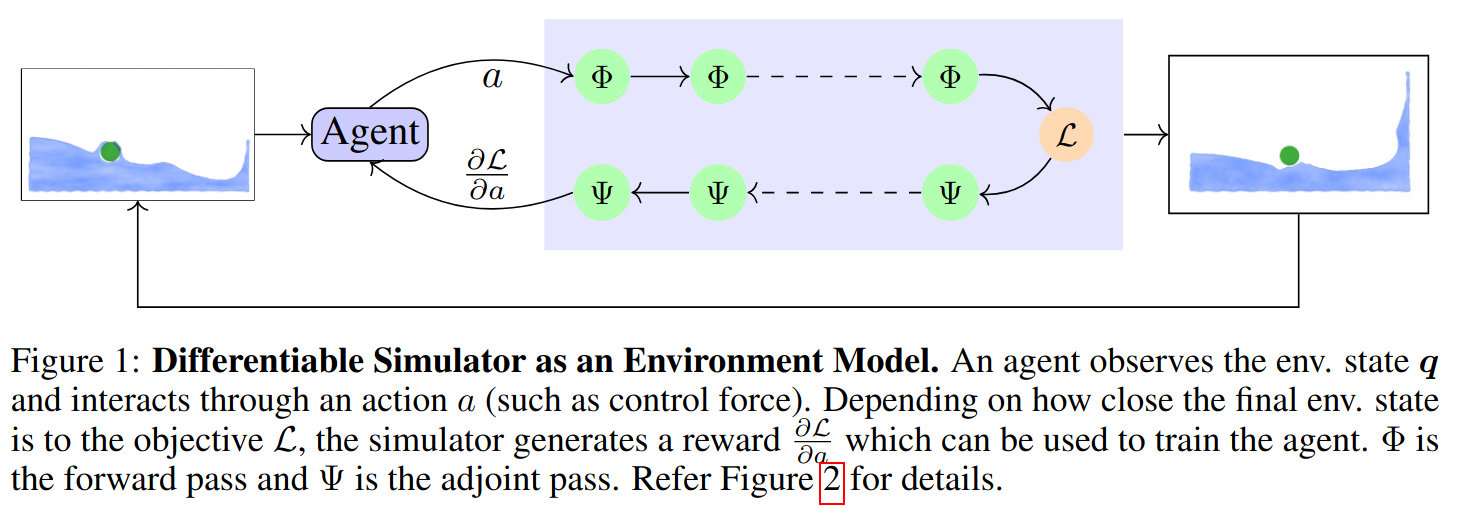 a
Φ Φ Φ
Agent
ℒ
∂ℒ/∂a
Ψ Ψ Ψ
Figure 1: Differentiable Simulator as an Environment Model. An agent observes the env. state q
and interacts through an action a (such as control force). Depending on how close the final env. state
is to the objective ℒ, the simulator generates a reward ∂ℒ/∂a which can be used to train the agent. Φ is
the forward pass and Ψ is the adjoint pass. Refer Figure 2 for details.